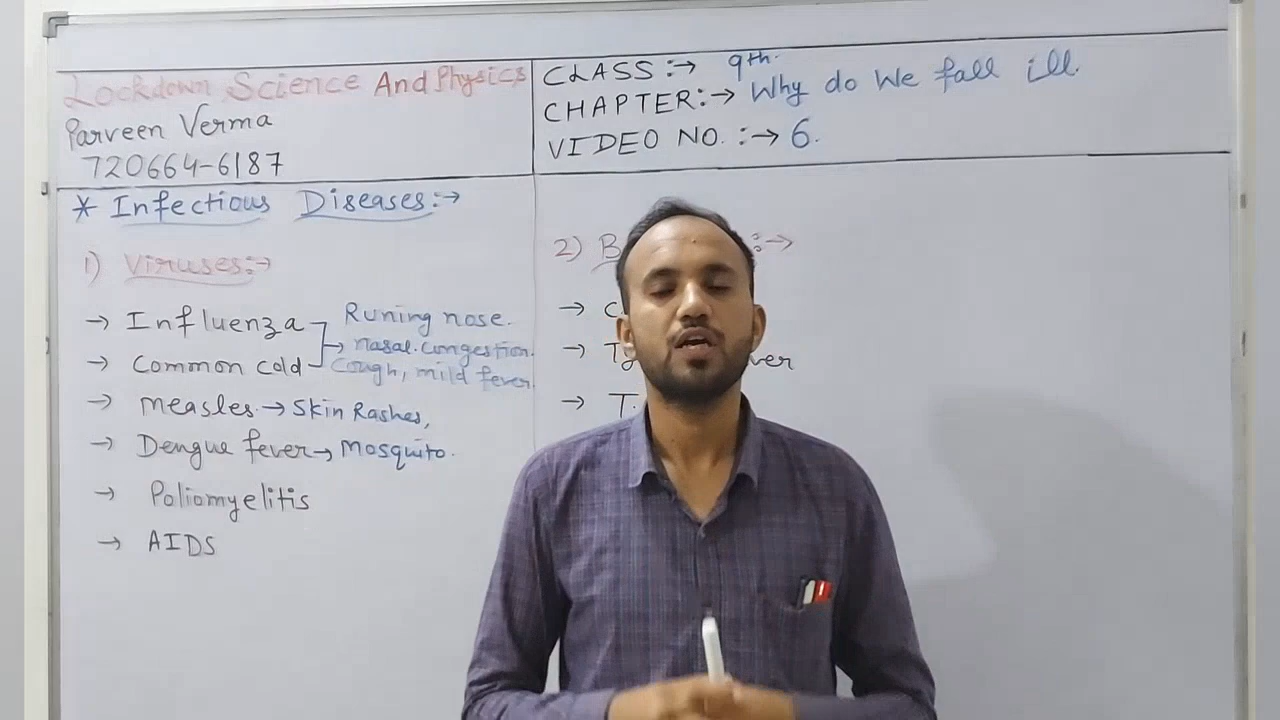 Lockdown Science And Physics
Parveen Verma
720664-6187
CLASS:→ 9th.
CHAPTER:→ Why do We fall ill.
VIDEO NO.:→ 6.
* Infectious Diseases:→
1) Viruses:→
→ Influenza
→ Common cold
Runing nose.
→ nasal congestion.
Cough, mild fever
→ Measles → Skin Rashes,
→ Dengue fever → Mosquito.
→ Poliomyelitis
→ AIDS
2)